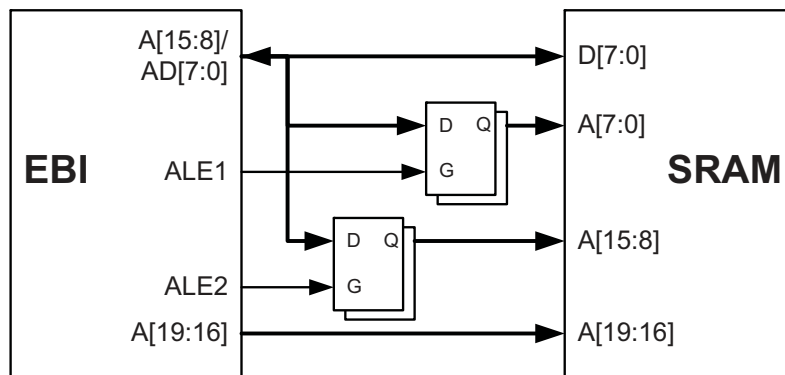 A[15:8]/
AD[7:0]
D[7:0]
D Q
A[7:0]
EBI
ALE1
G
SRAM
D Q
A[15:8]
ALE2
G
A[19:16]
A[19:16]